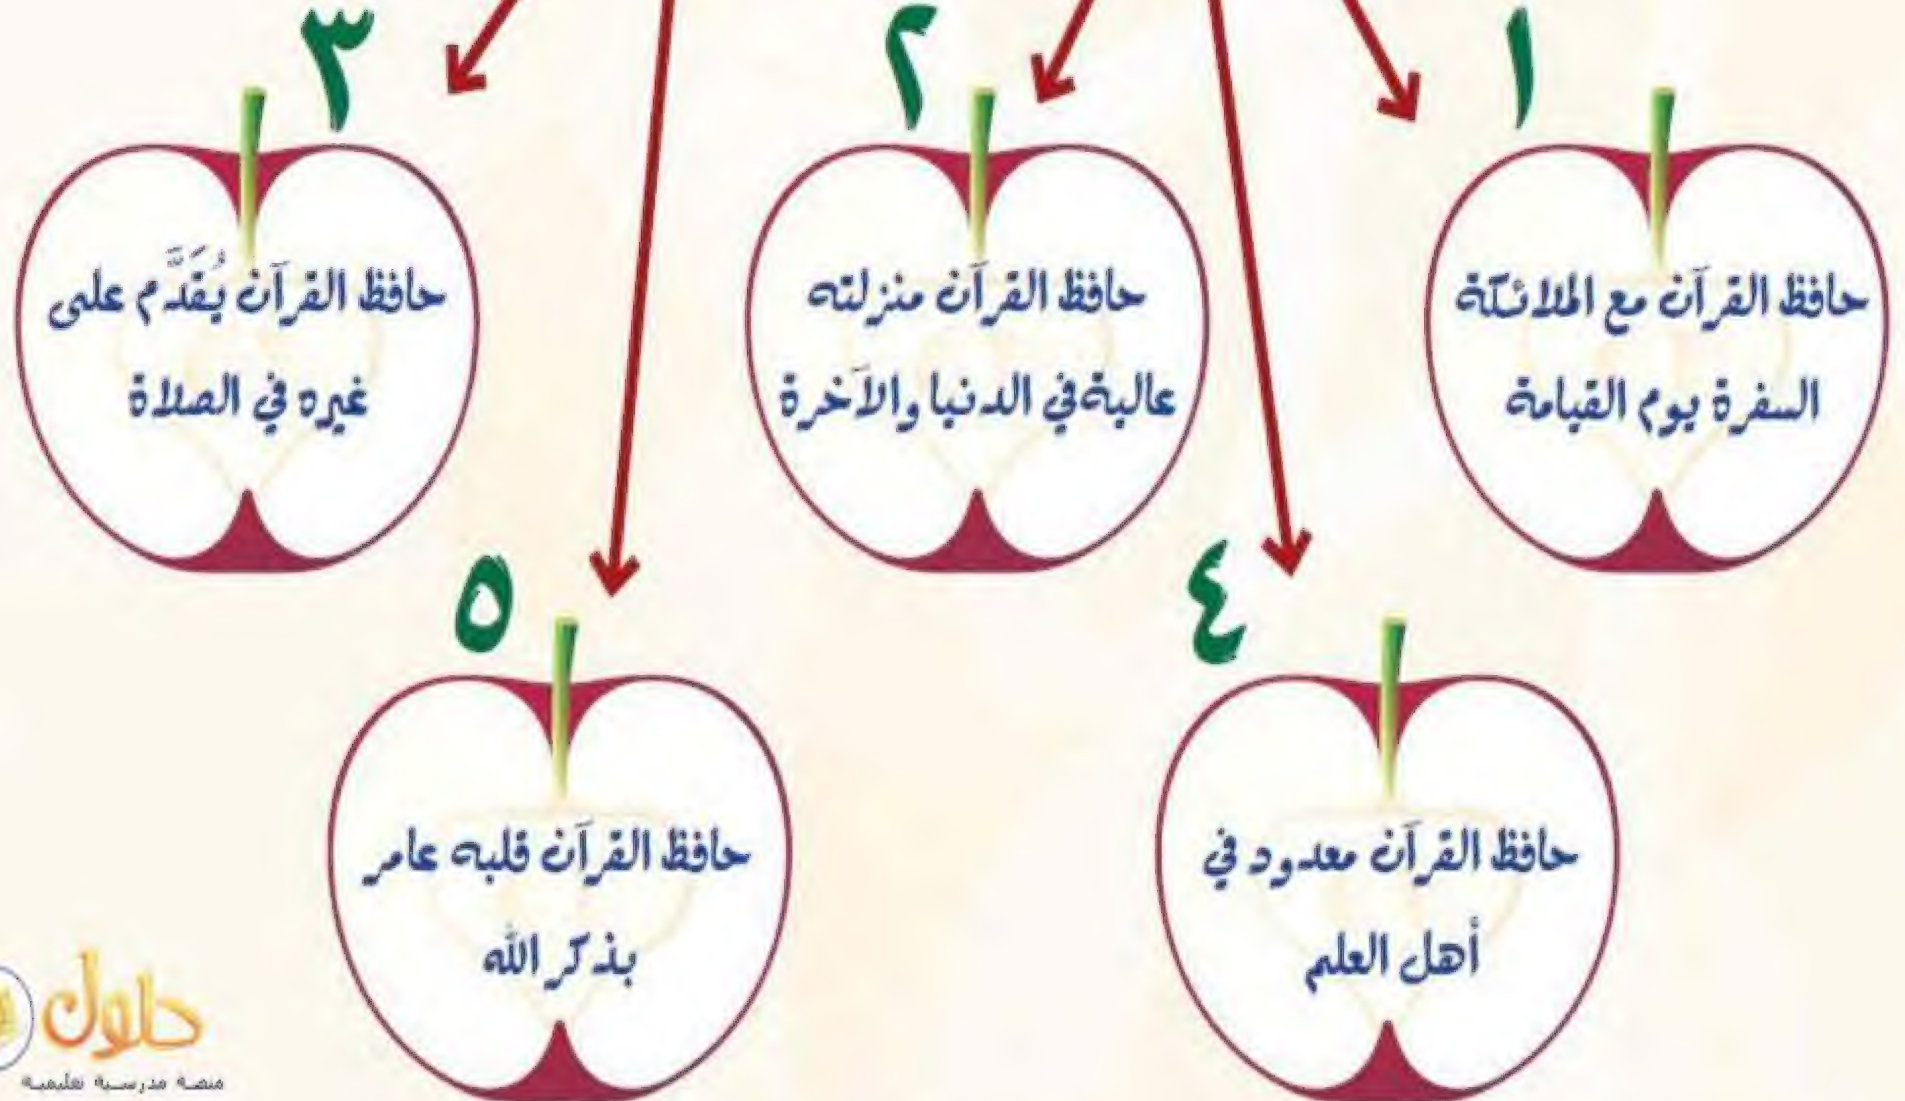 ١
حافظ القرآن مع الملائكة
السفرة يوم القيامة
٢
حافظ القرآن منزلته
عالية في الدنيا والآخرة
٣
حافظ القرآن يُقَدَّم على
غيره في الصلاة
٤
حافظ القرآن معدود في
أهل العلم
٥
حافظ القرآن قلبه عامر
بذكر الله
حلول
منصة مدرسية تعليمية